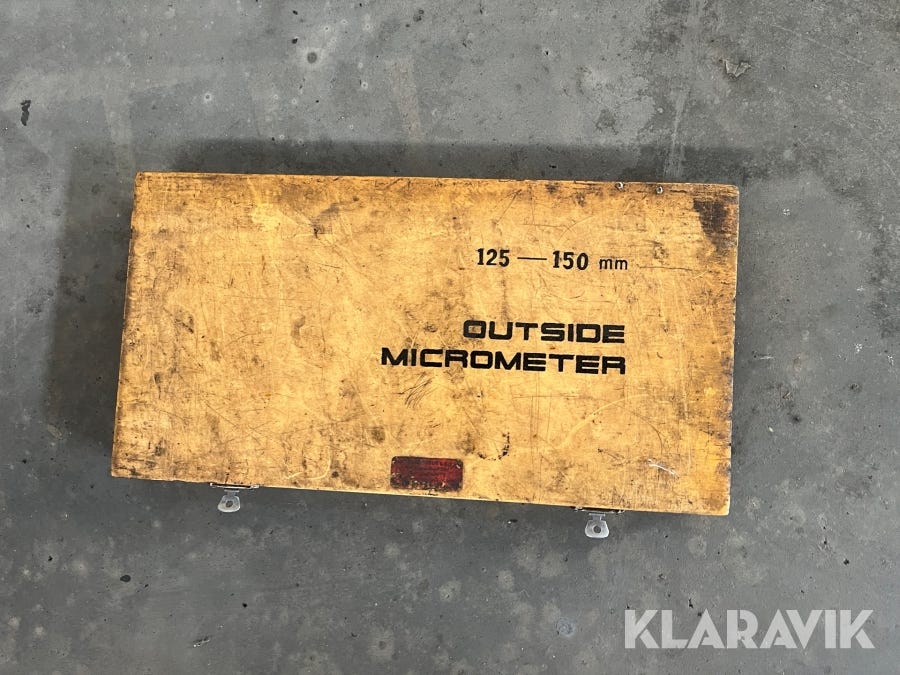 125 — 150 mm
OUTSIDE
MICROMETER
KLARAVIK